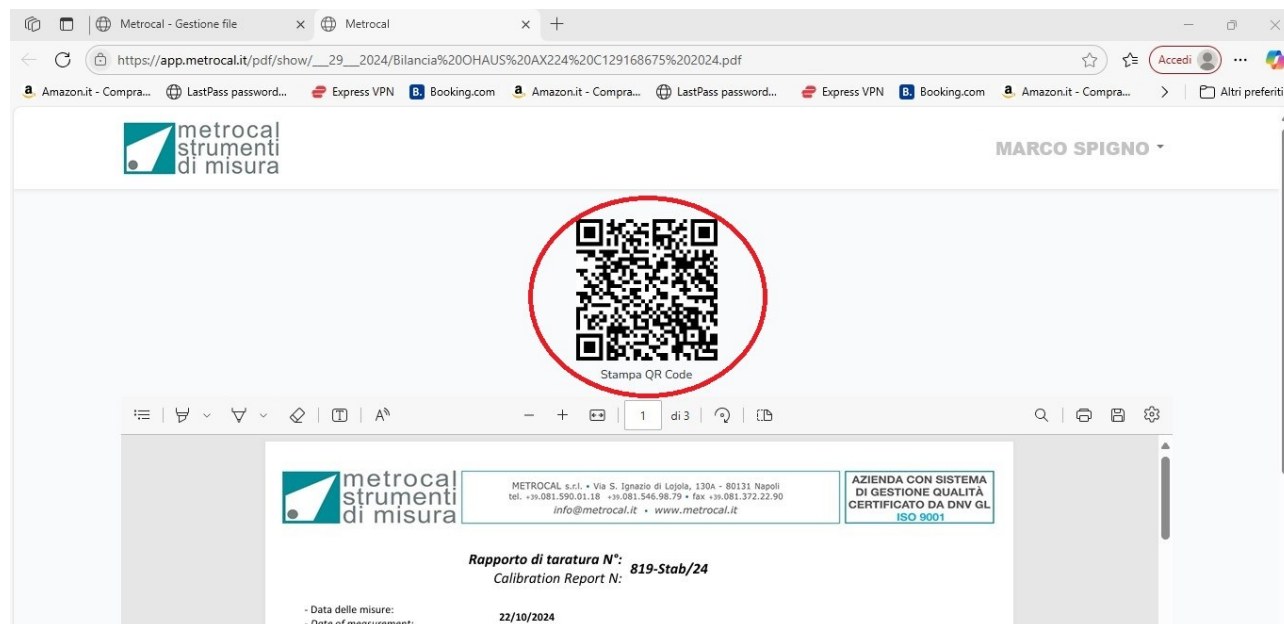 Metrocal - Gestione file
Metrocal
https://app.metrocal.it/pdf/show/__29___2024/Bilancia%20OHAUS%20AX224%20C129168675%202024.pdf
Accedi
Amazon.it - Compra...
LastPass password...
Express VPN
Booking.com
Amazon.it - Compra...
LastPass password...
Express VPN
Booking.com
Amazon.it - Compra...
Altri preferiti
metrocal
strumenti
di misura
MARCO SPIGNO
Stampa QR Code
1 di 3
metrocal
strumenti
di misura
METROCAL s.r.l. • Via S. Ignazio di Lojola, 130A - 80131 Napoli
tel. +39.081.590.01.18 +39.081.546.98.79 • fax +39.081.372.22.90
info@metrocal.it • www.metrocal.it
AZIENDA CON SISTEMA
DI GESTIONE QUALITÀ
CERTIFICATO DA DNV GL
ISO 9001
Rapporto di taratura N°:
Calibration Report N:
819-Stab/24
- Data delle misure:
- Date of measurement:
22/10/2024